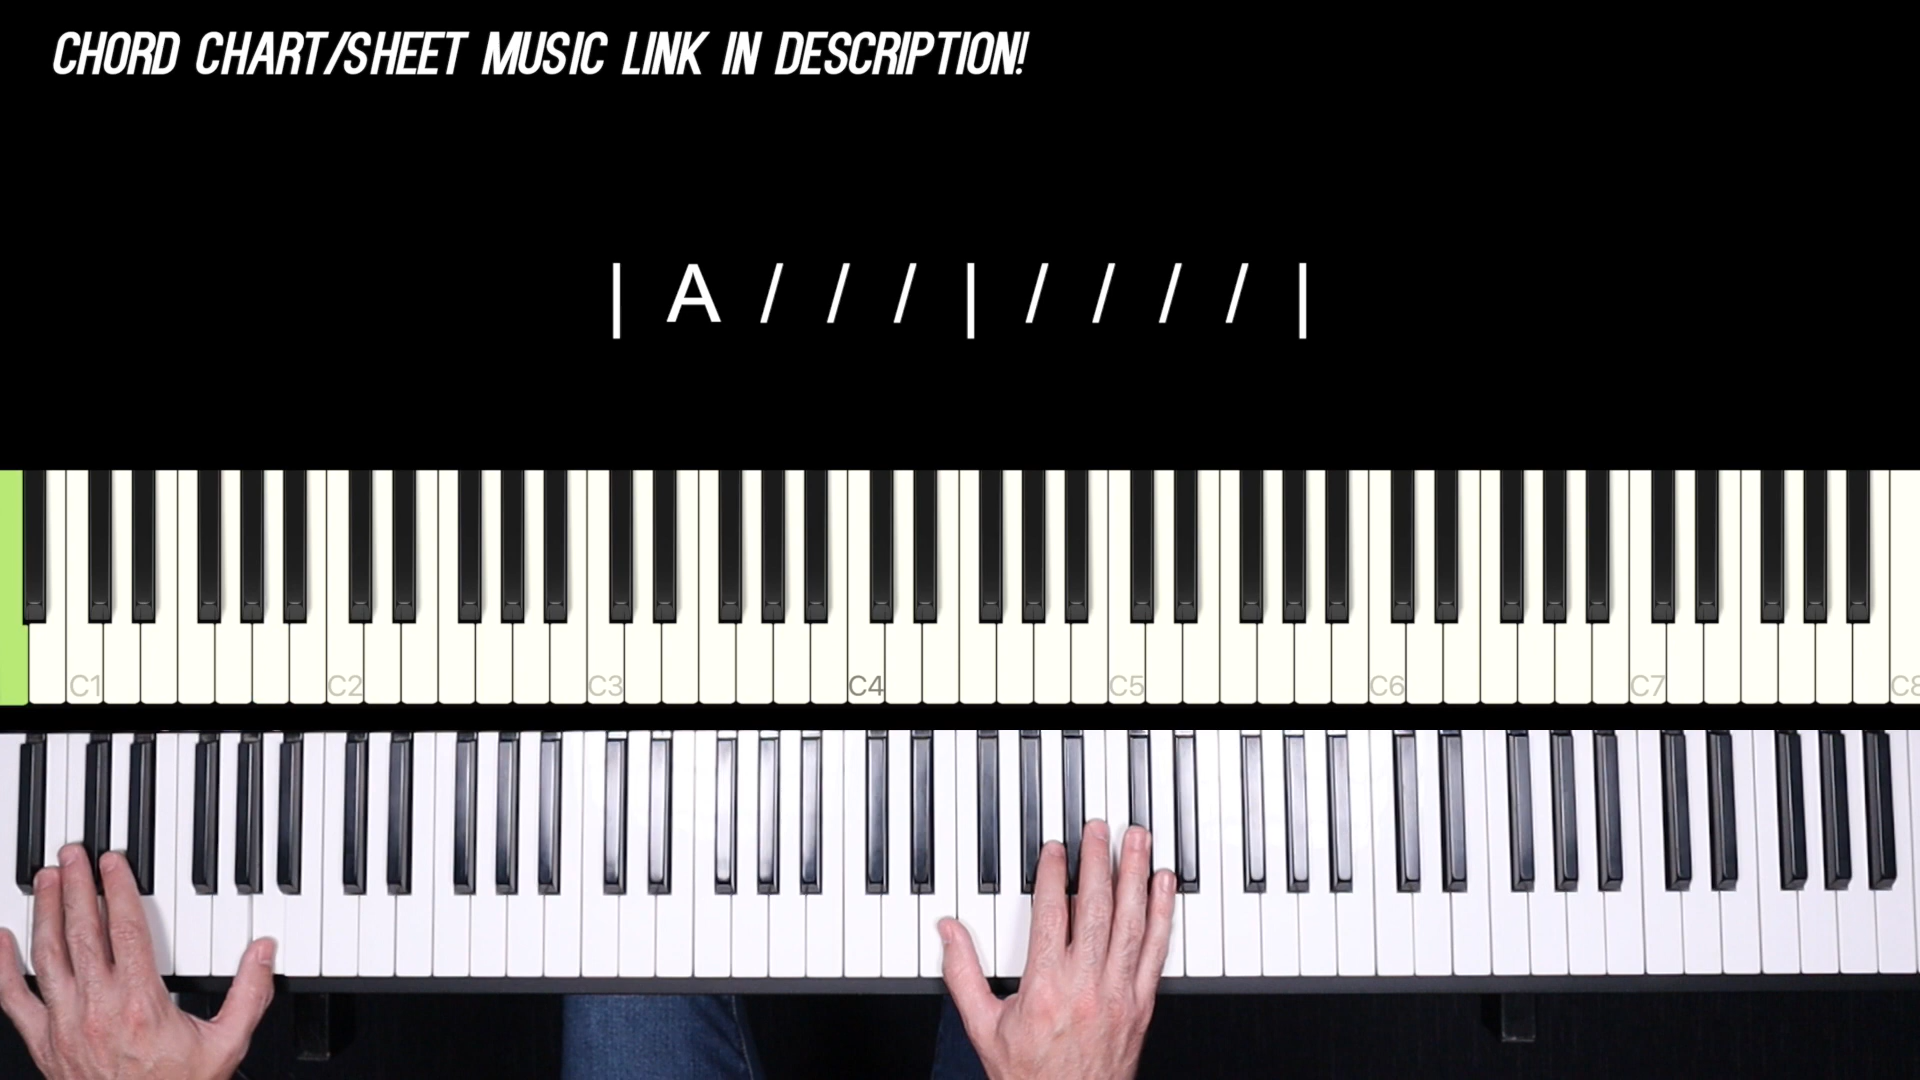 CHORD CHART/SHEET MUSIC LINK IN DESCRIPTION!
| A / / / | / / / / |
C1 C2 C3 C4 C5 C6 C7 C8